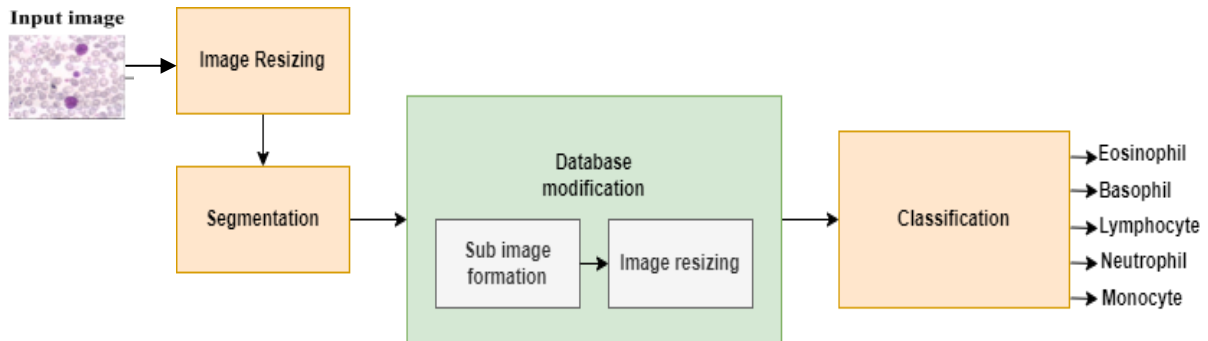 Input image
Image Resizing
Segmentation
Database
modification
Sub image
formation
Image resizing
Classification
Eosinophil
Basophil
Lymphocyte
Neutrophil
Monocyte